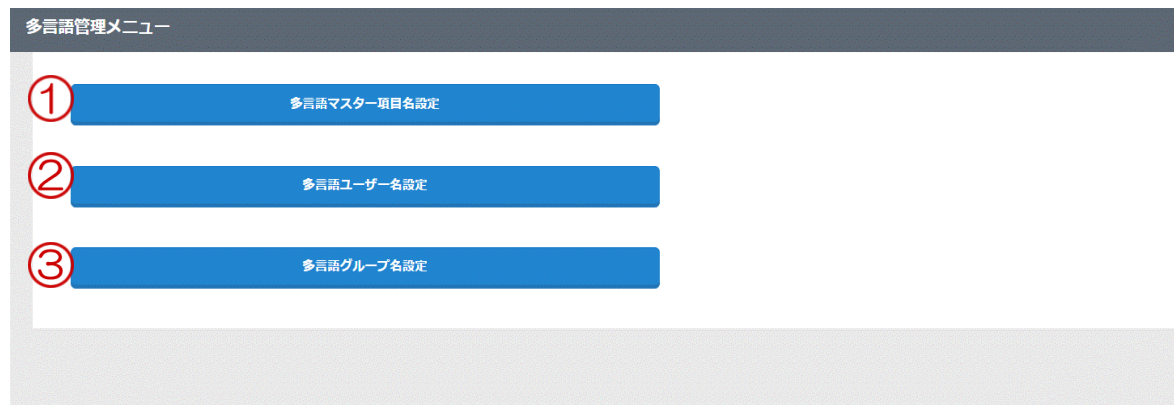 多言語管理メニュー
① 多言語マスター項目名設定
② 多言語ユーザー名設定
③ 多言語グループ名設定